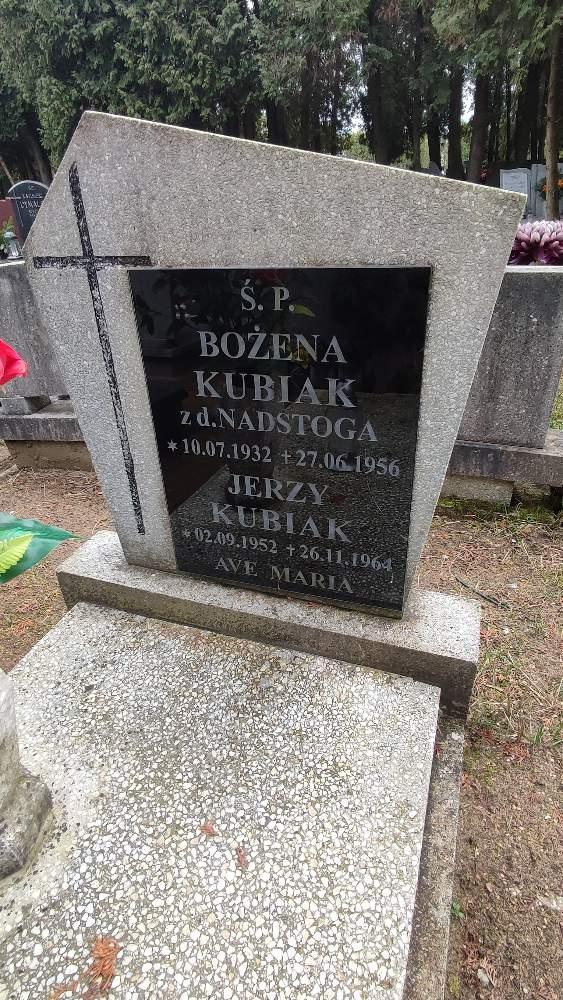 Ś. P.
BOŻENA
KUBIAK
z d. NADSTOGA
*10.07.1932 +27.06.1956
JERZY
KUBIAK
*02.09.1952 +26.11.1964
AVE MARIA